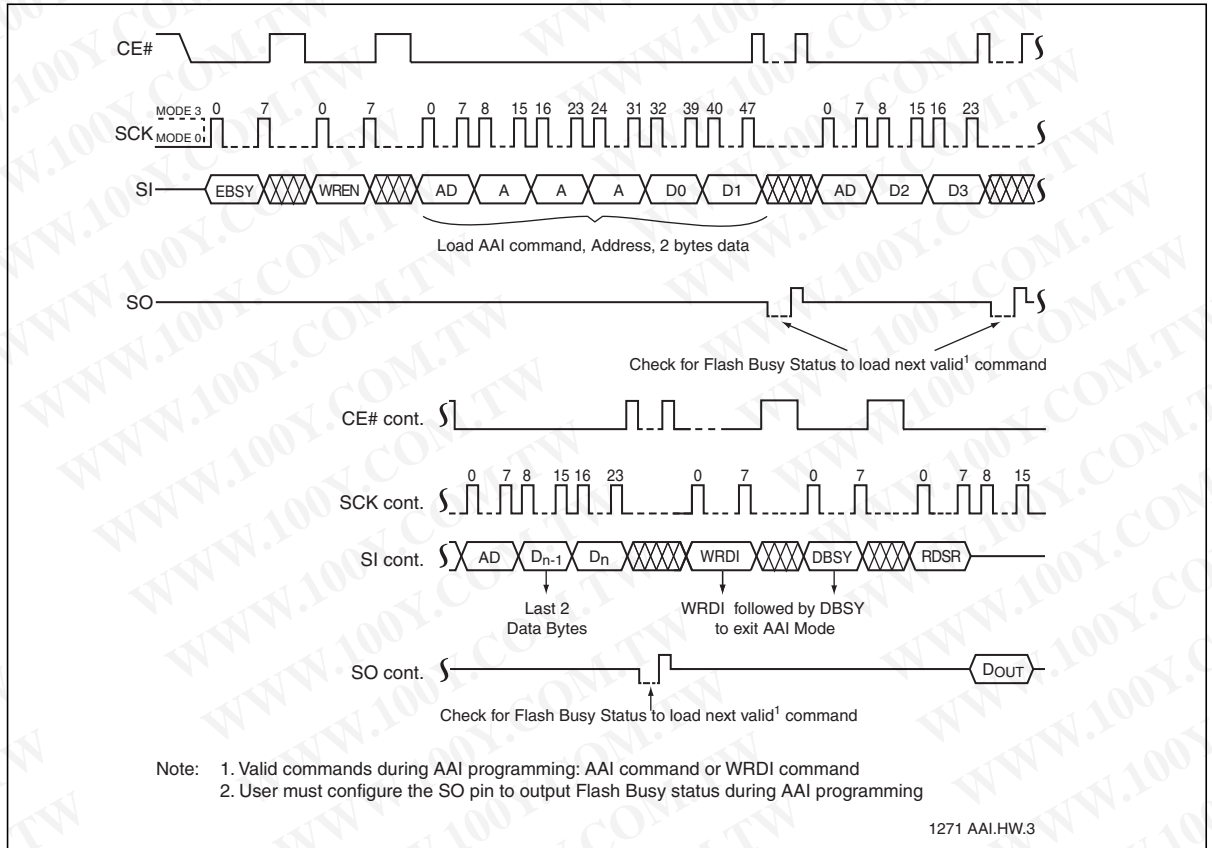 CE#
MODE 3 0 7 0 7 0 7 8 15 16 23 24 31 32 39 40 47 0 7 8 15 16 23
SCK MODE 0
SI EBSY WREN AD A A A D0 D1 AD D2 D3
Load AAI command, Address, 2 bytes data
SO
Check for Flash Busy Status to load next valid1 command
CE# cont.
0 7 8 15 16 23 0 7 0 7 0 7 8 15
SCK cont.
SI cont. AD Dn-1 Dn WRDI DBSY RDSR
Last 2 WRDI followed by DBSY
Data Bytes to exit AAI Mode
SO cont. DOUT
Check for Flash Busy Status to load next valid1 command
Note: 1. Valid commands during AAI programming: AAI command or WRDI command
2. User must configure the SO pin to output Flash Busy status during AAI programming
1271 AAI.HW.3
WWW.100Y.COM.TW